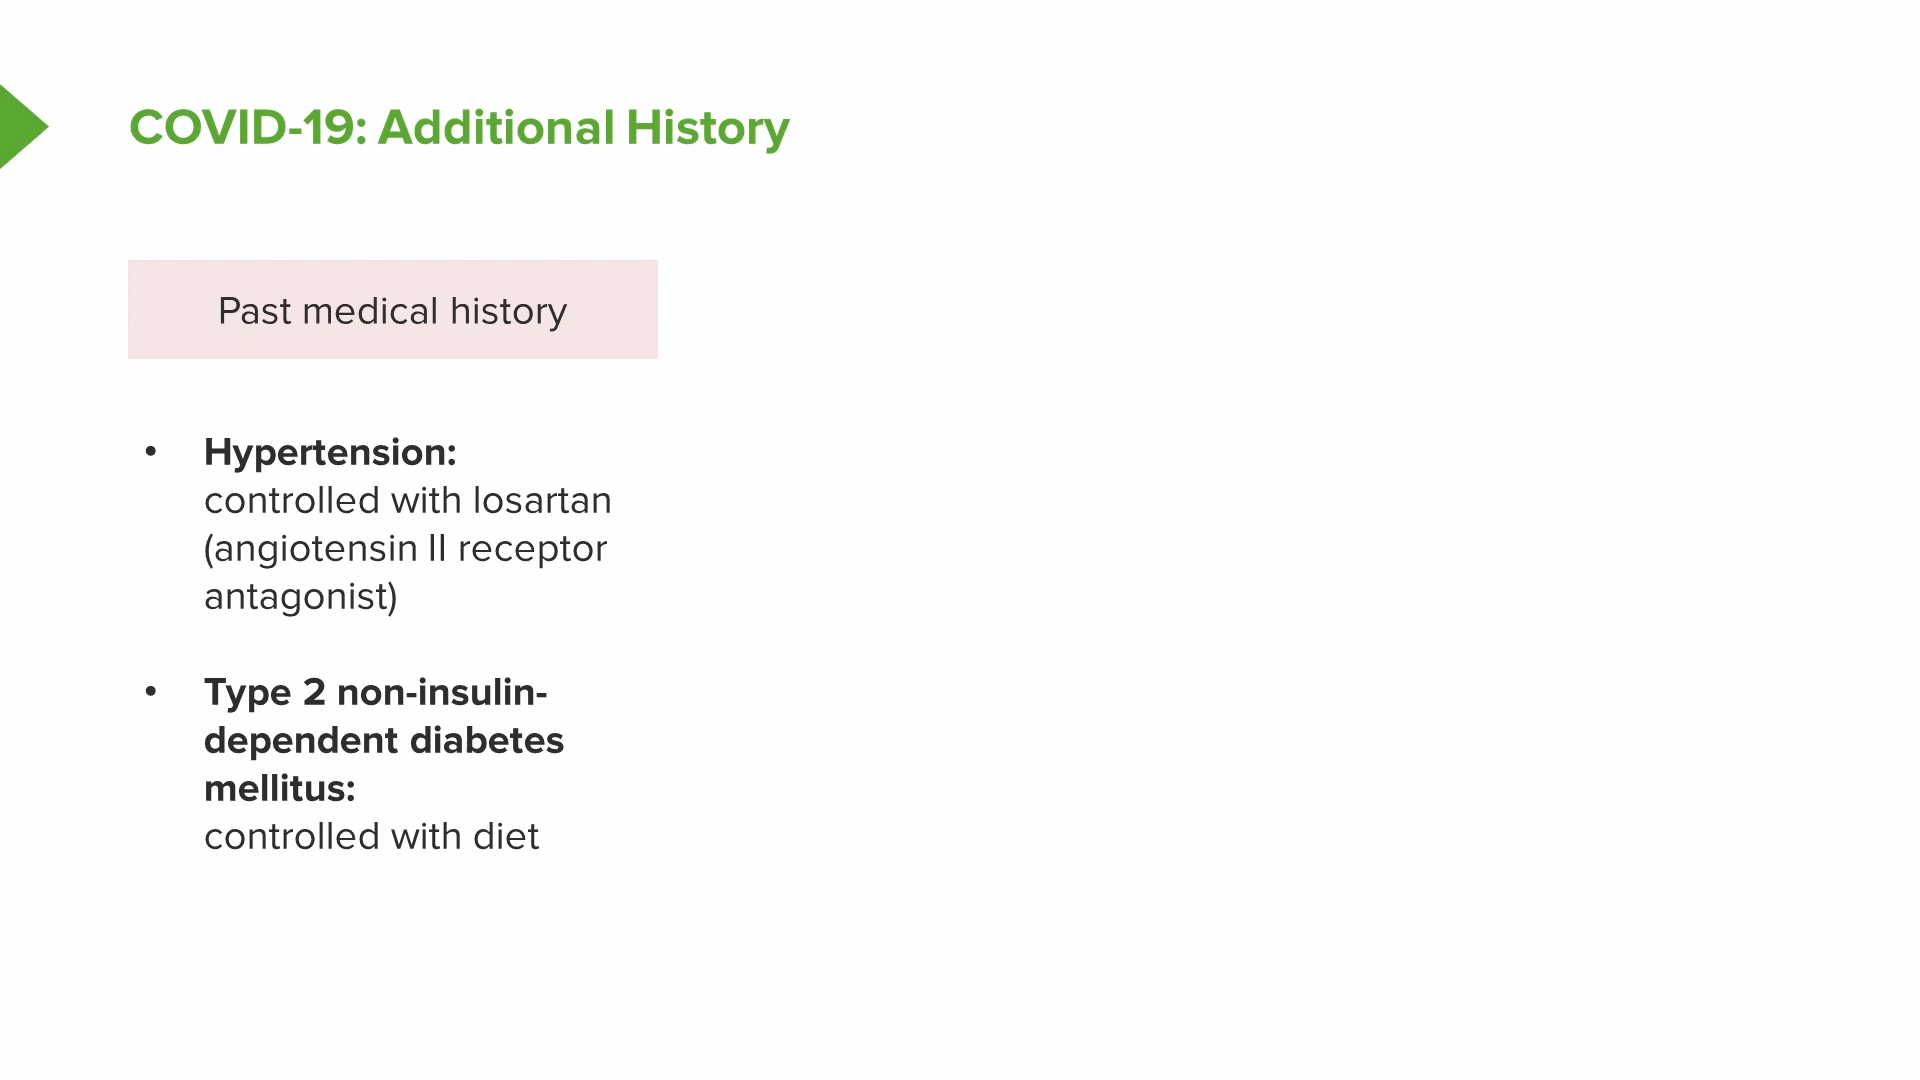 COVID-19: Additional History
Past medical history
• Hypertension:
controlled with losartan
(angiotensin II receptor
antagonist)
• Type 2 non-insulin-
dependent diabetes
mellitus:
controlled with diet